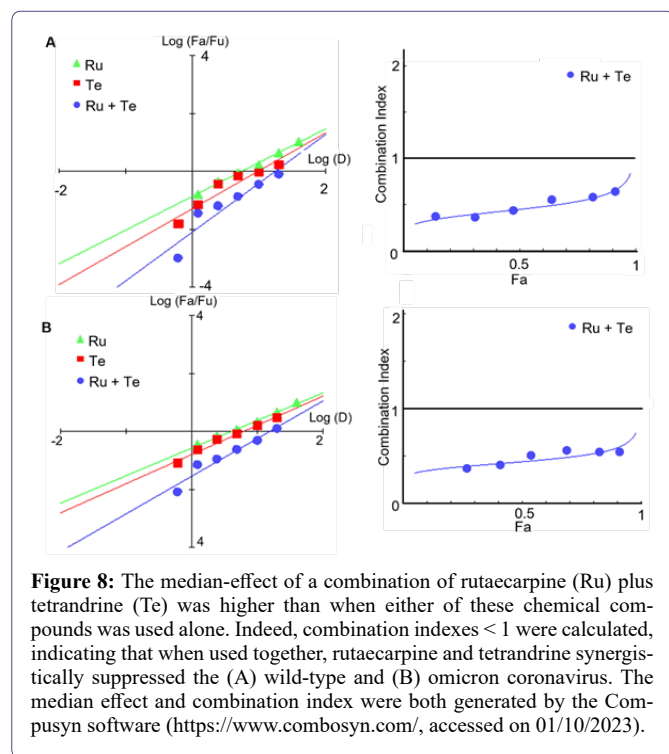 A
Log (Fa/Fu)
4
Ru
Te
Ru + Te
Log (D)
-2
2
-4
2
Ru + Te
Combination Index
1
0
0.5
1
Fa
B
Log (Fa/Fu)
4
Ru
Te
Ru + Te
Log (D)
-2
2
4
2
Ru + Te
Combination Index
1
0
0.5
1
Fa
Figure 8: The median-effect of a combination of rutaecarpine (Ru) plus
tetrandrine (Te) was higher than when either of these chemical com-
pounds was used alone. Indeed, combination indexes < 1 were calculated,
indicating that when used together, rutaecarpine and tetrandrine synergis-
tically suppressed the (A) wild-type and (B) omicron coronavirus. The
median effect and combination index were both generated by the Com-
pusyn software (https://www.combosyn.com/, accessed on 01/10/2023).